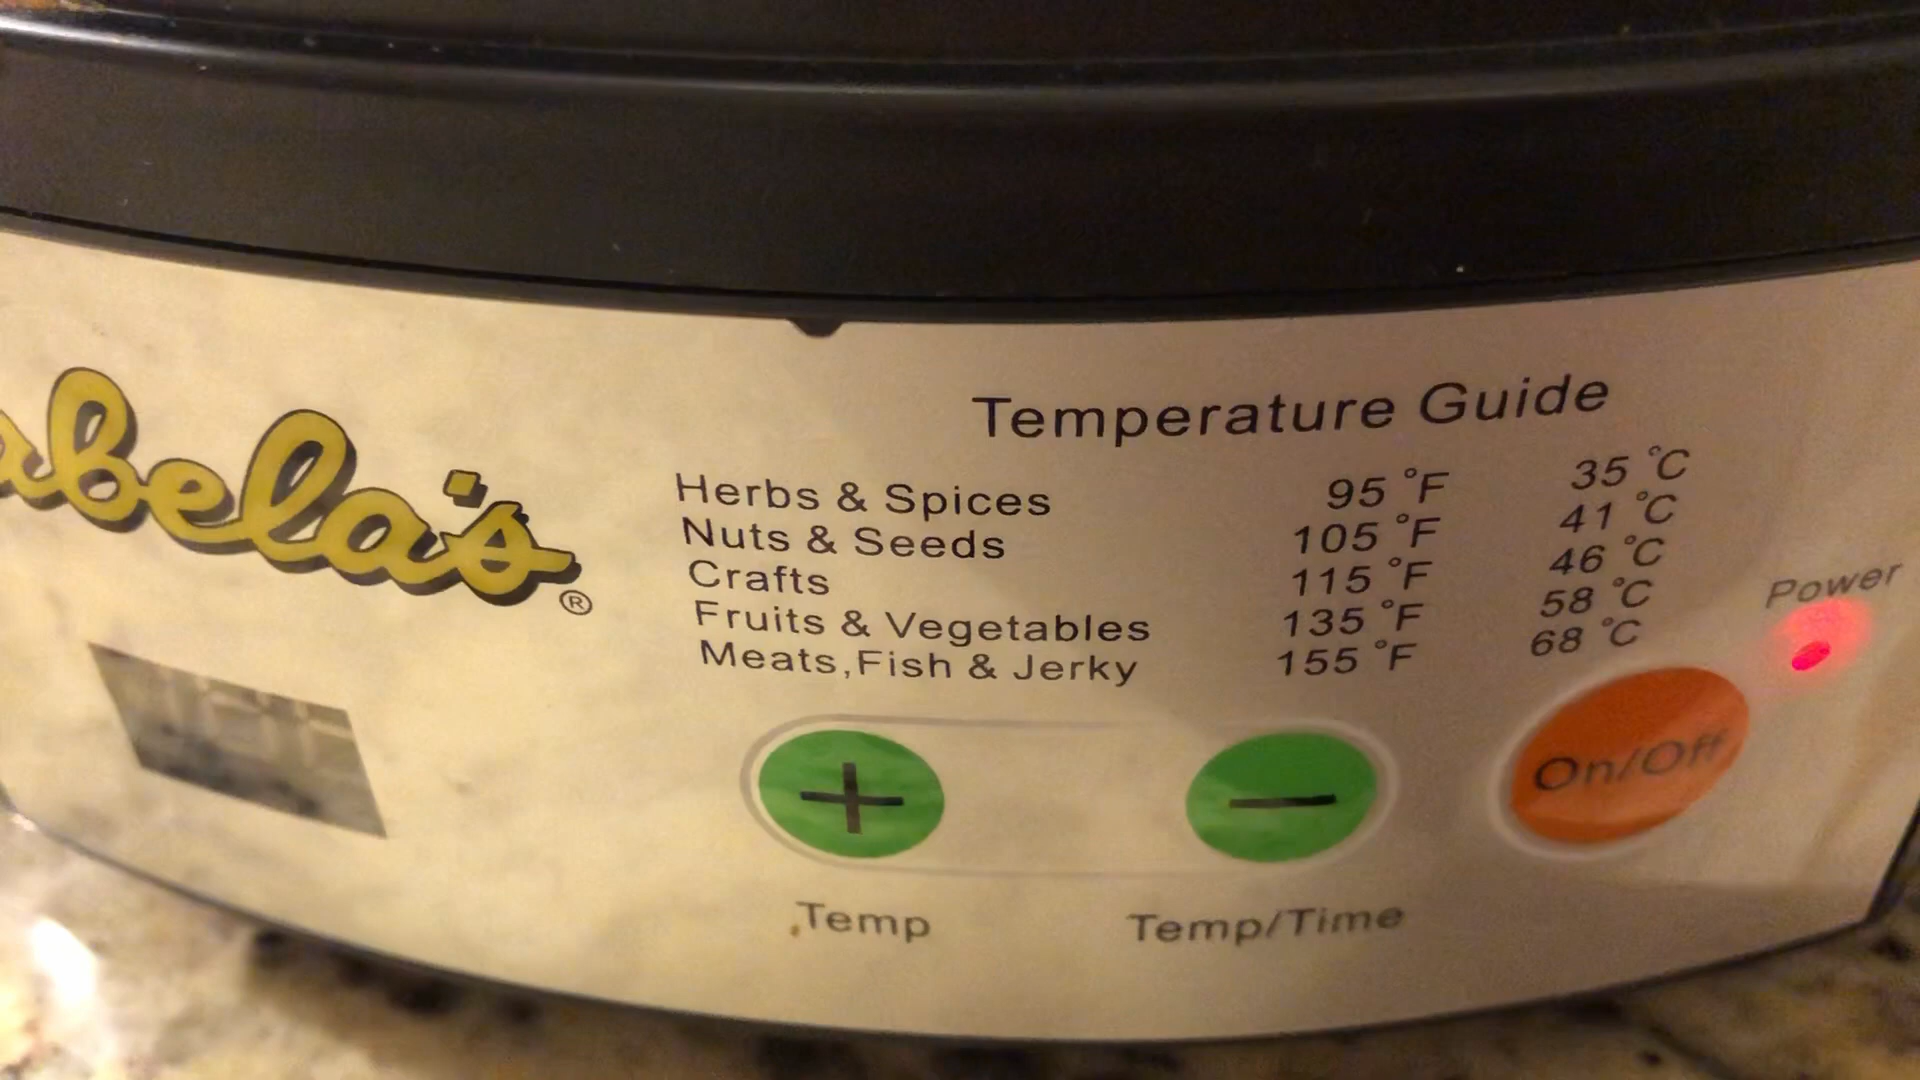 abela's®
Temperature Guide
Herbs & Spices 95 °F 35 °C
Nuts & Seeds 105 °F 41 °C
Crafts 115 °F 46 °C
Fruits & Vegetables 135 °F 58 °C
Meats,Fish & Jerky 155 °F 68 °C
Power
+ − On/Off
Temp Temp/Time